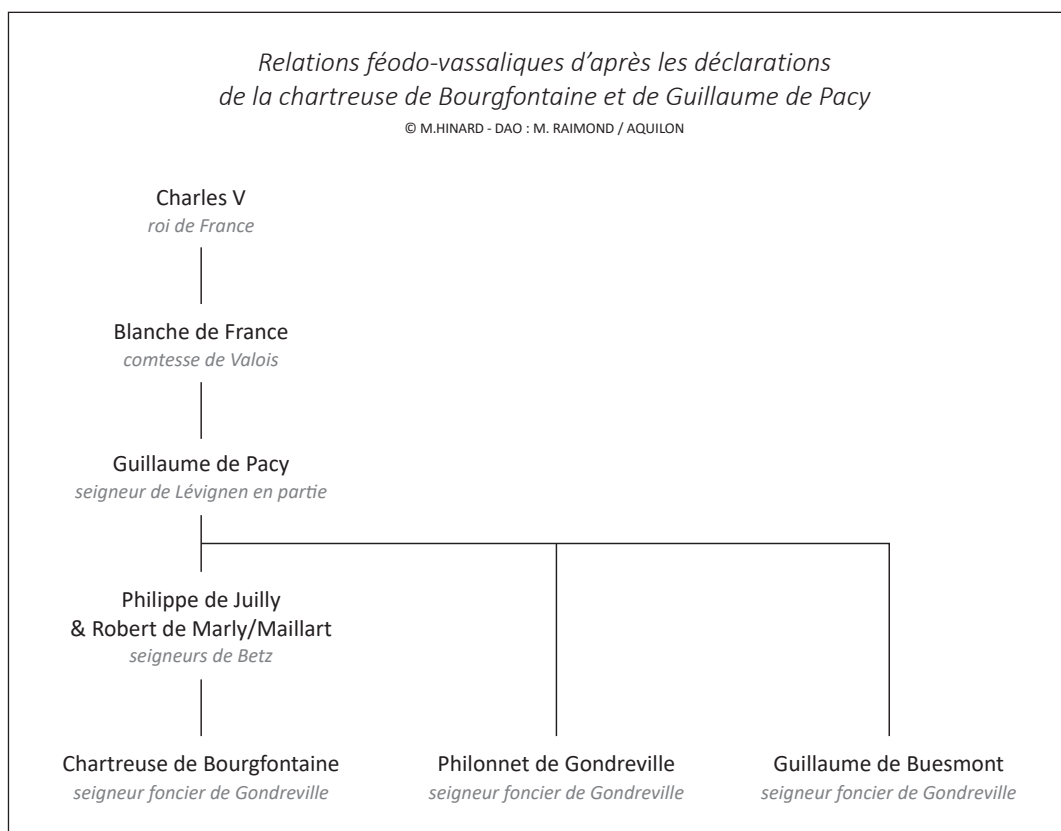 Relations féodo-vassaliques d’après les déclarations
de la chartreuse de Bourgfontaine et de Guillaume de Pacy
© M.HINARD - DAO : M. RAIMOND / AQUILON
Charles V
roi de France
Blanche de France
comtesse de Valois
Guillaume de Pacy
seigneur de Lévignen en partie
Philippe de Juilly
& Robert de Marly/Maillart
seigneurs de Betz
Chartreuse de Bourgfontaine
seigneur foncier de Gondreville
Philonnet de Gondreville
seigneur foncier de Gondreville
Guillaume de Buesmont
seigneur foncier de Gondreville